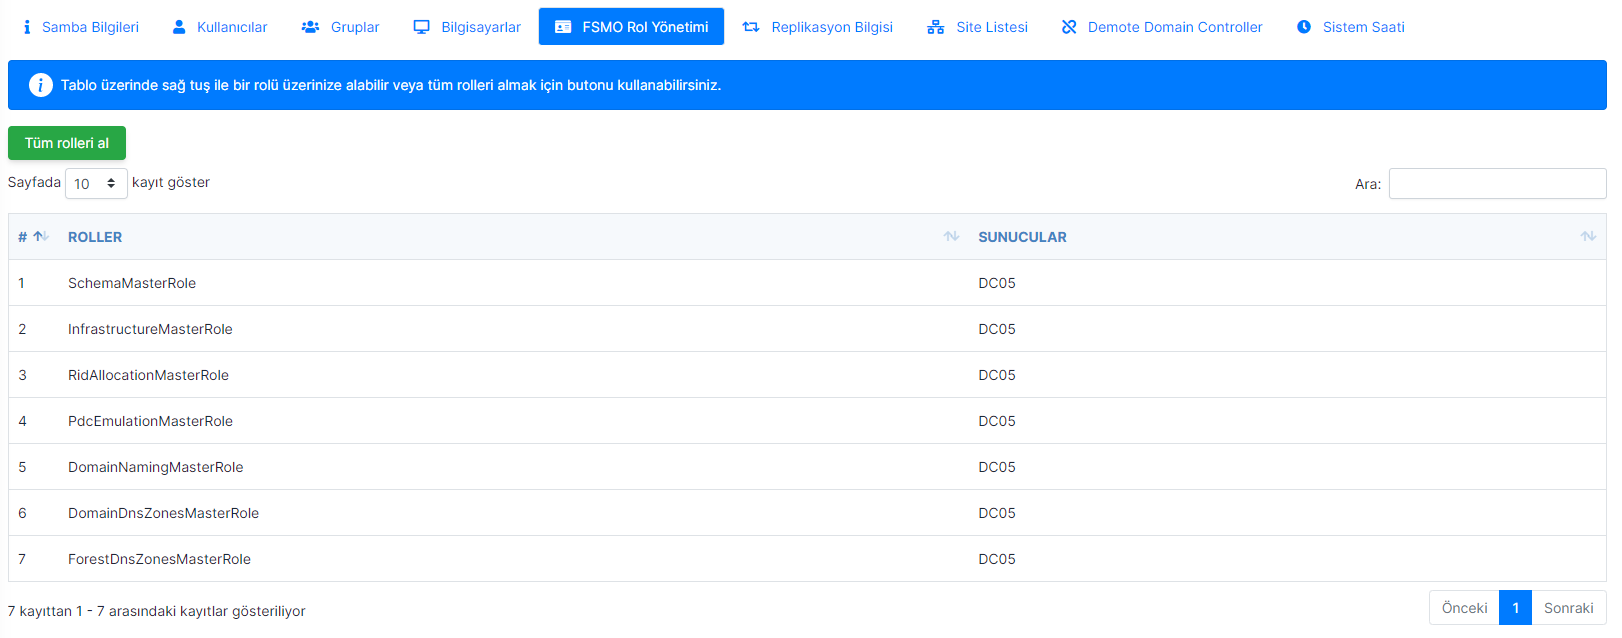 Samba Bilgileri Kullanıcılar Gruplar Bilgisayarlar FSMO Rol Yönetimi Replikasyon Bilgisi Site Listesi Demote Domain Controller Sistem Saati
Tablo üzerinde sağ tuş ile bir rolü üzerinize alabilir veya tüm rolleri almak için butonu kullanabilirsiniz.
Tüm rolleri al
Sayfada 10 kayıt göster Ara:
# ROLLER SUNUCULAR
1 SchemaMasterRole DC05
2 InfrastructureMasterRole DC05
3 RidAllocationMasterRole DC05
4 PdcEmulationMasterRole DC05
5 DomainNamingMasterRole DC05
6 DomainDnsZonesMasterRole DC05
7 ForestDnsZonesMasterRole DC05
7 kayıttan 1 - 7 arasındaki kayıtlar gösteriliyor Önceki 1 Sonraki